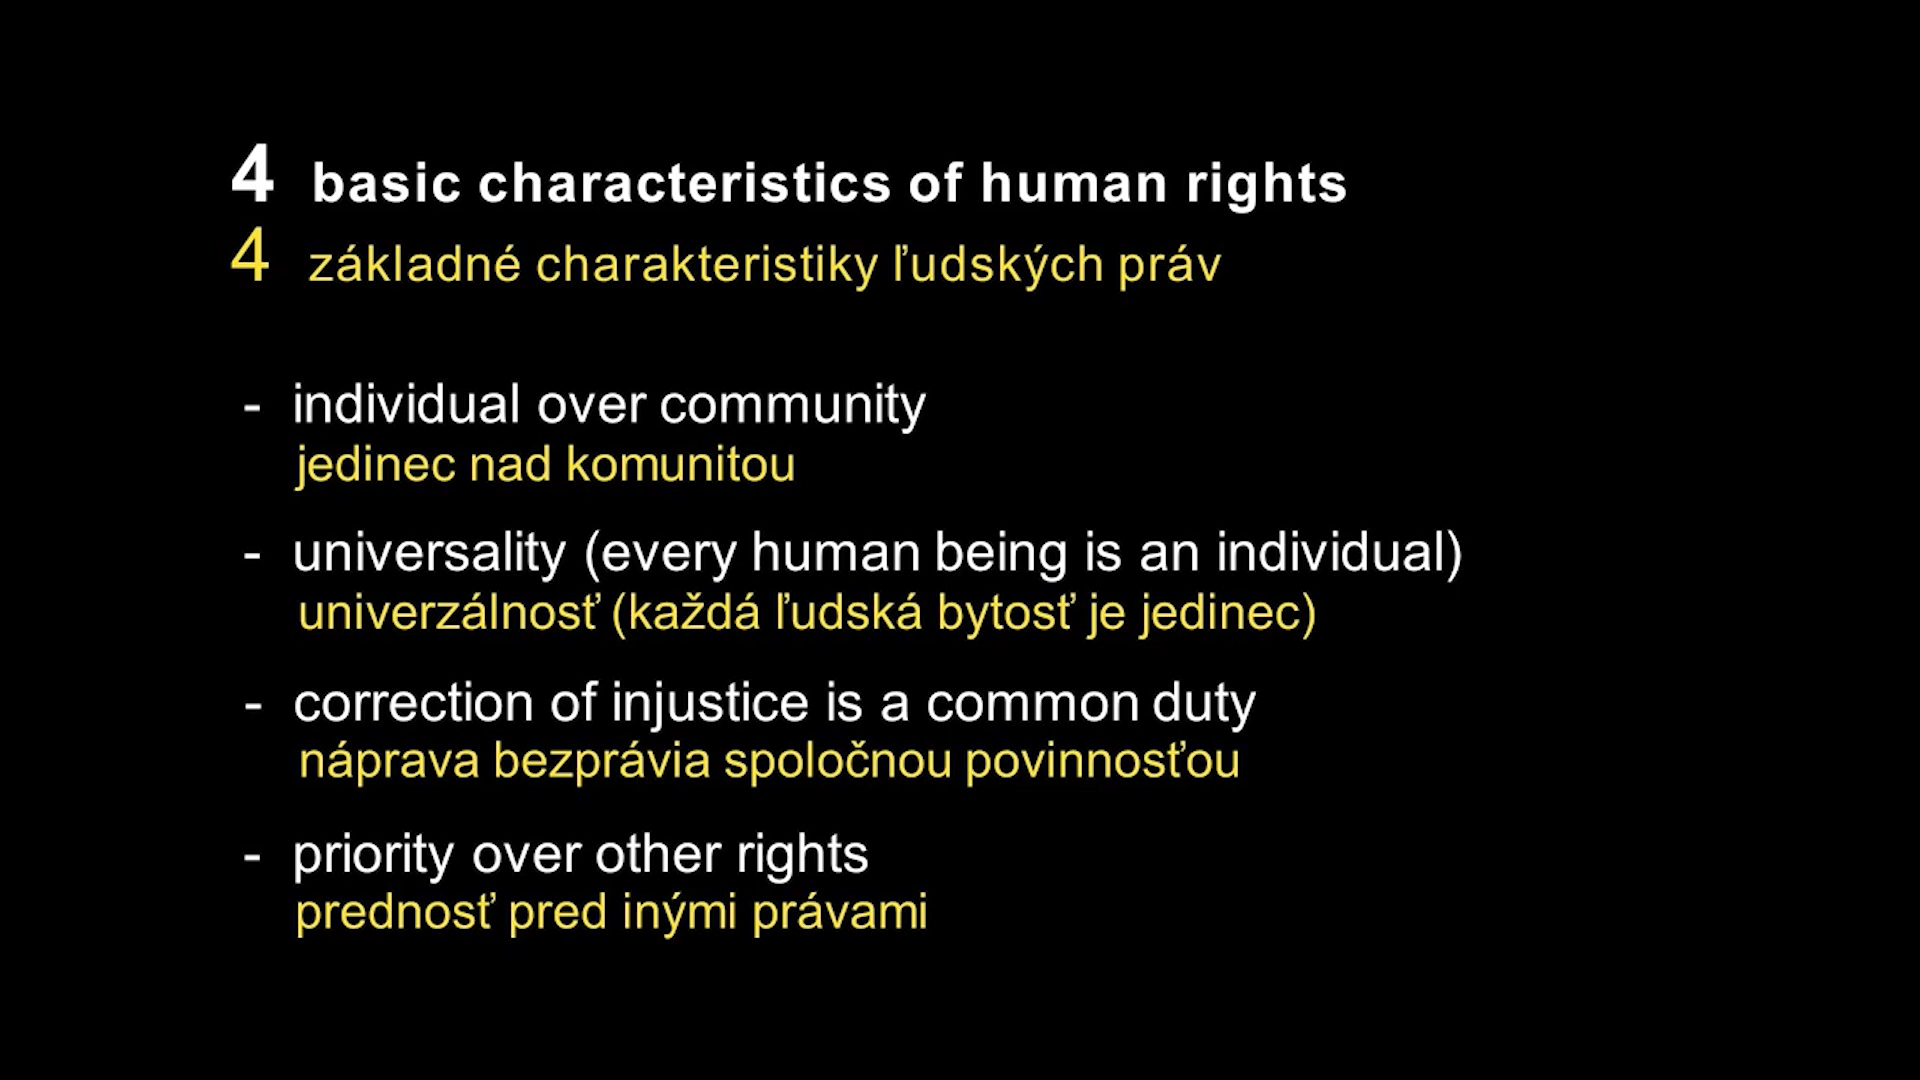 4 basic characteristics of human rights
4 základné charakteristiky ľudských práv
- individual over community
jedinec nad komunitou
- universality (every human being is an individual)
univerzálnosť (každá ľudská bytosť je jedinec)
- correction of injustice is a common duty
náprava bezprávia spoločnou povinnosťou
- priority over other rights
prednosť pred inými právami